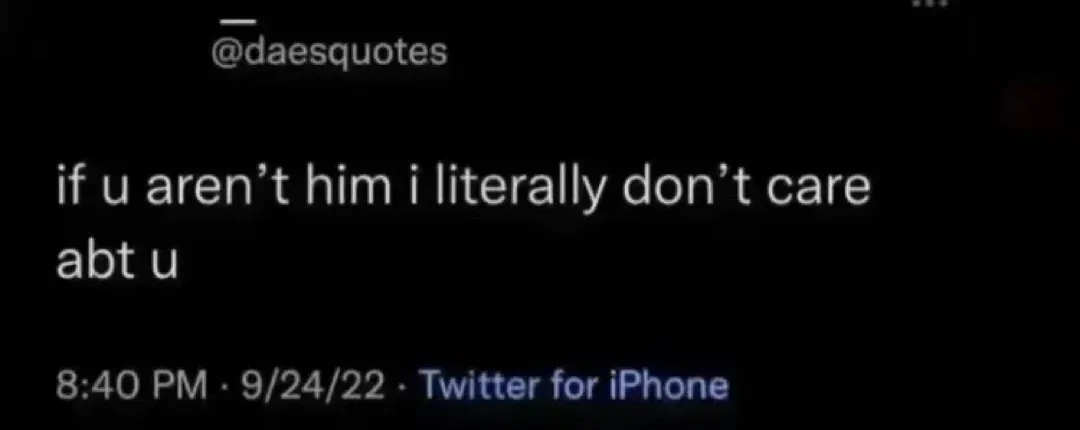 @daesquotes
if u aren’t him i literally don’t care
abt u
8:40 PM · 9/24/22 · Twitter for iPhone